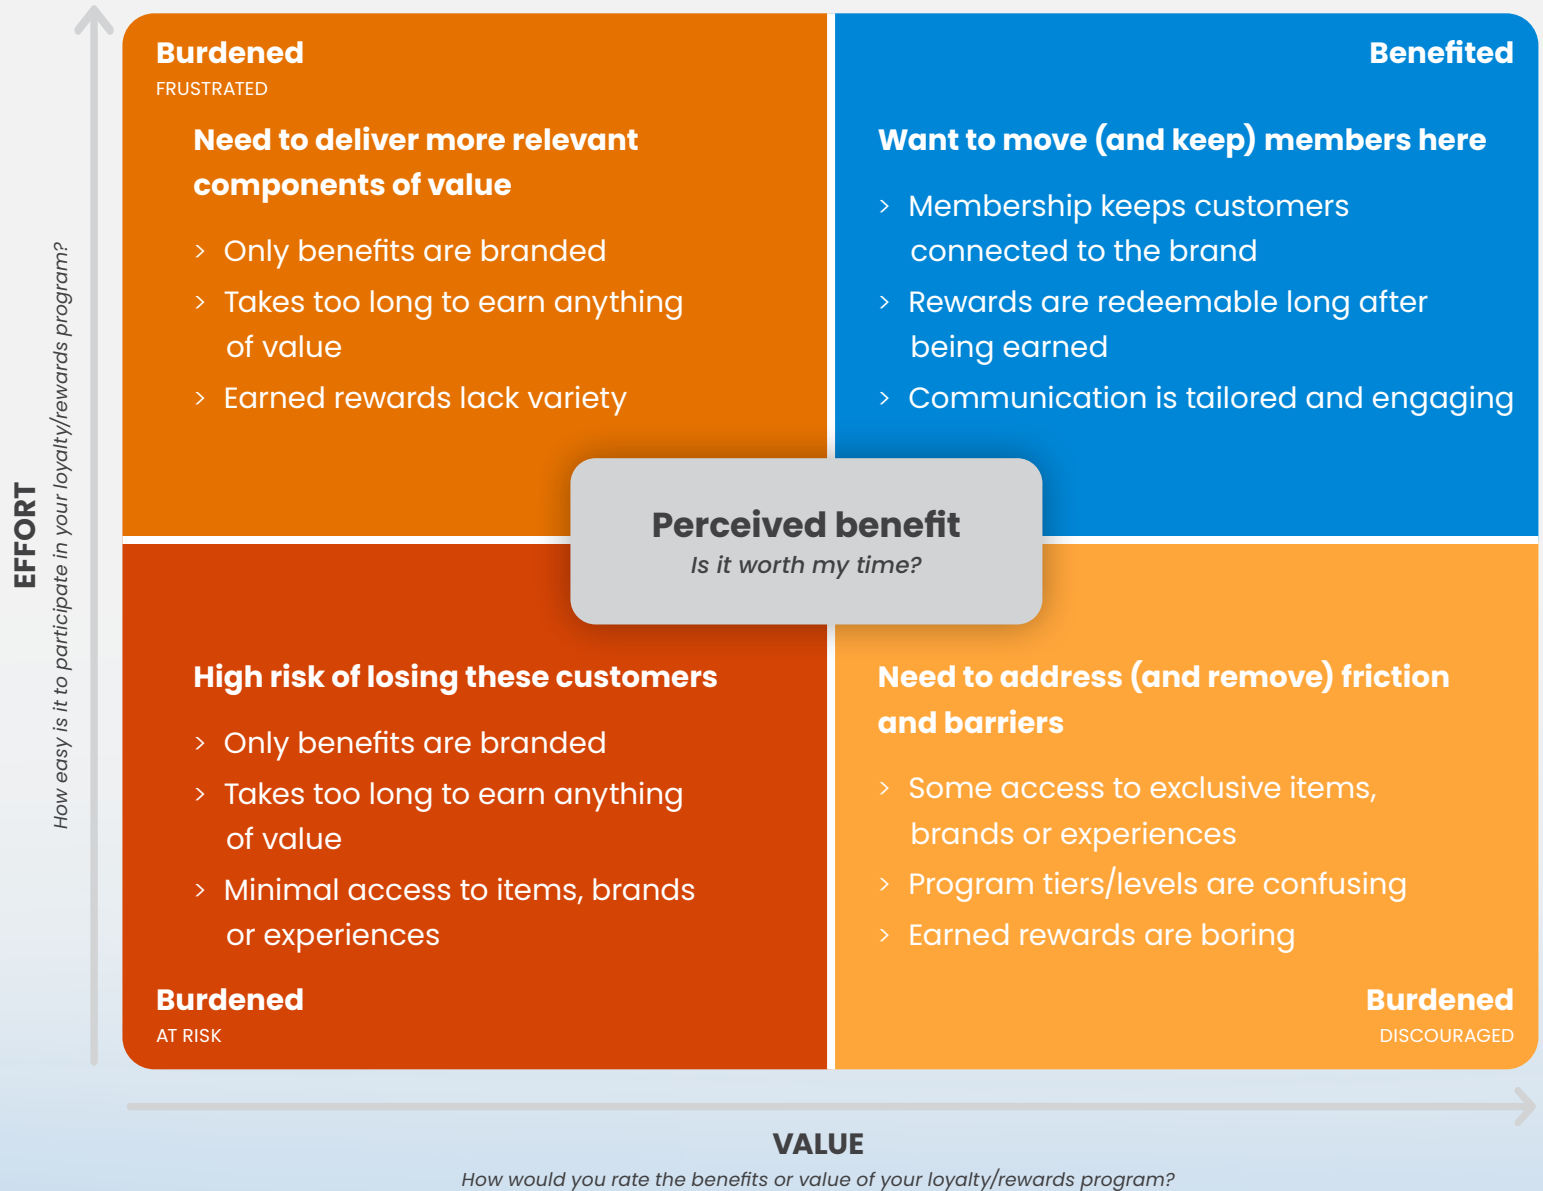 Burdened
FRUSTRATED
Need to deliver more relevant
components of value
> Only benefits are branded
> Takes too long to earn anything
of value
> Earned rewards lack variety
Benefited
Want to move (and keep) members here
> Membership keeps customers
connected to the brand
> Rewards are redeemable long after
being earned
> Communication is tailored and engaging
Perceived benefit
Is it worth my time?
High risk of losing these customers
> Only benefits are branded
> Takes too long to earn anything
of value
> Minimal access to items, brands
or experiences
Burdened
AT RISK
Need to address (and remove) friction
and barriers
> Some access to exclusive items,
brands or experiences
> Program tiers/levels are confusing
> Earned rewards are boring
Burdened
DISCOURAGED
EFFORT
How easy is it to participate in your loyalty/rewards program?
VALUE
How would you rate the benefits or value of your loyalty/rewards program?